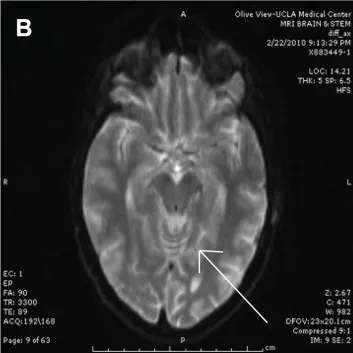 B
A
Olive View-UCLA Medical Center
MRI BRAIN & STEM
diff_ax
2/22/2010 9:13:29 PM
X883449-1
LOC: 14.21
THK: 5 SP: 6.5
HFS
R
L
EC: 1
EP
FA: 90
TR: 3300
TE: 89
ACQ:192\168
Page: 9 of 63
P
cm
Z: 2.67
C: 471
W: 982
DFOV:23x20.1cm
Compressed 9:1
IM: 9 SE: 2